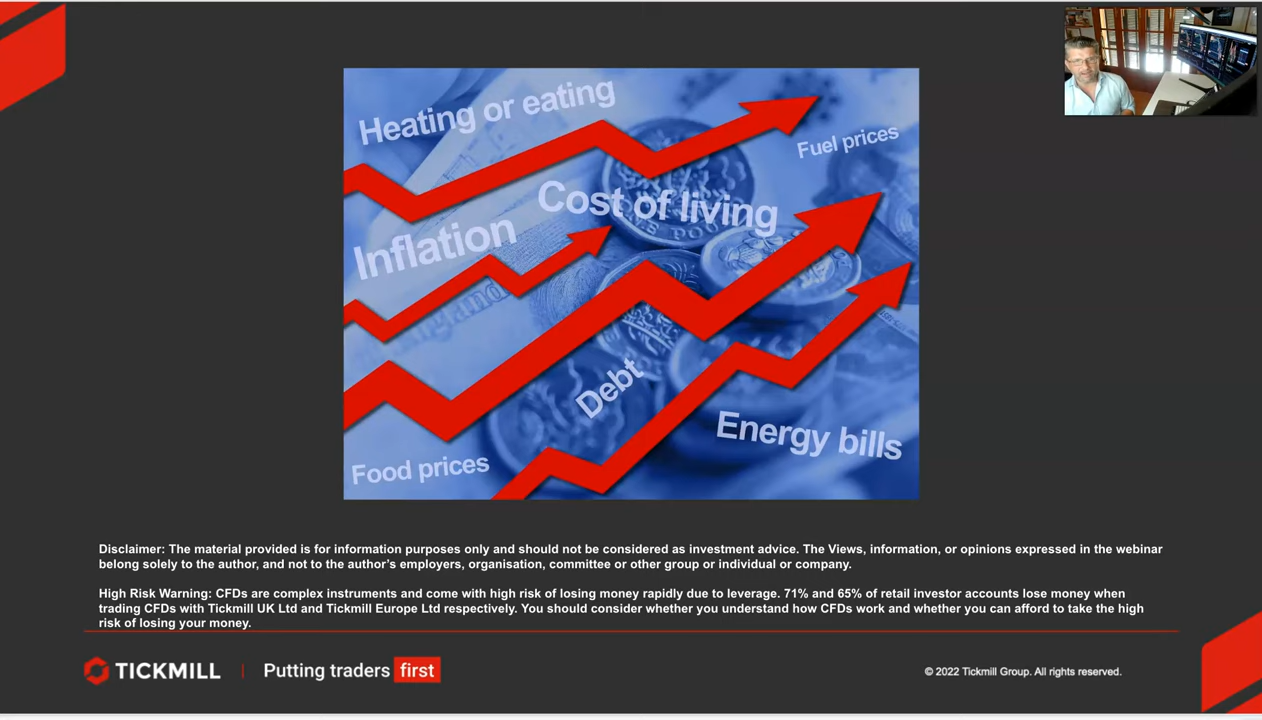 Heating or eating
Fuel prices
Cost of living
Inflation
Debt
Energy bills
Food prices
Disclaimer: The material provided is for information purposes only and should not be considered as investment advice. The Views, information, or opinions expressed in the webinar
belong solely to the author, and not to the author's employers, organisation, committee or other group or individual or company.
High Risk Warning: CFDs are complex instruments and come with high risk of losing money rapidly due to leverage. 71% and 65% of retail investor accounts lose money when
trading CFDs with Tickmill UK Ltd and Tickmill Europe Ltd respectively. You should consider whether you understand how CFDs work and whether you can afford to take the high
risk of losing your money.
TICKMILL | Putting traders first
© 2022 Tickmill Group. All rights reserved.